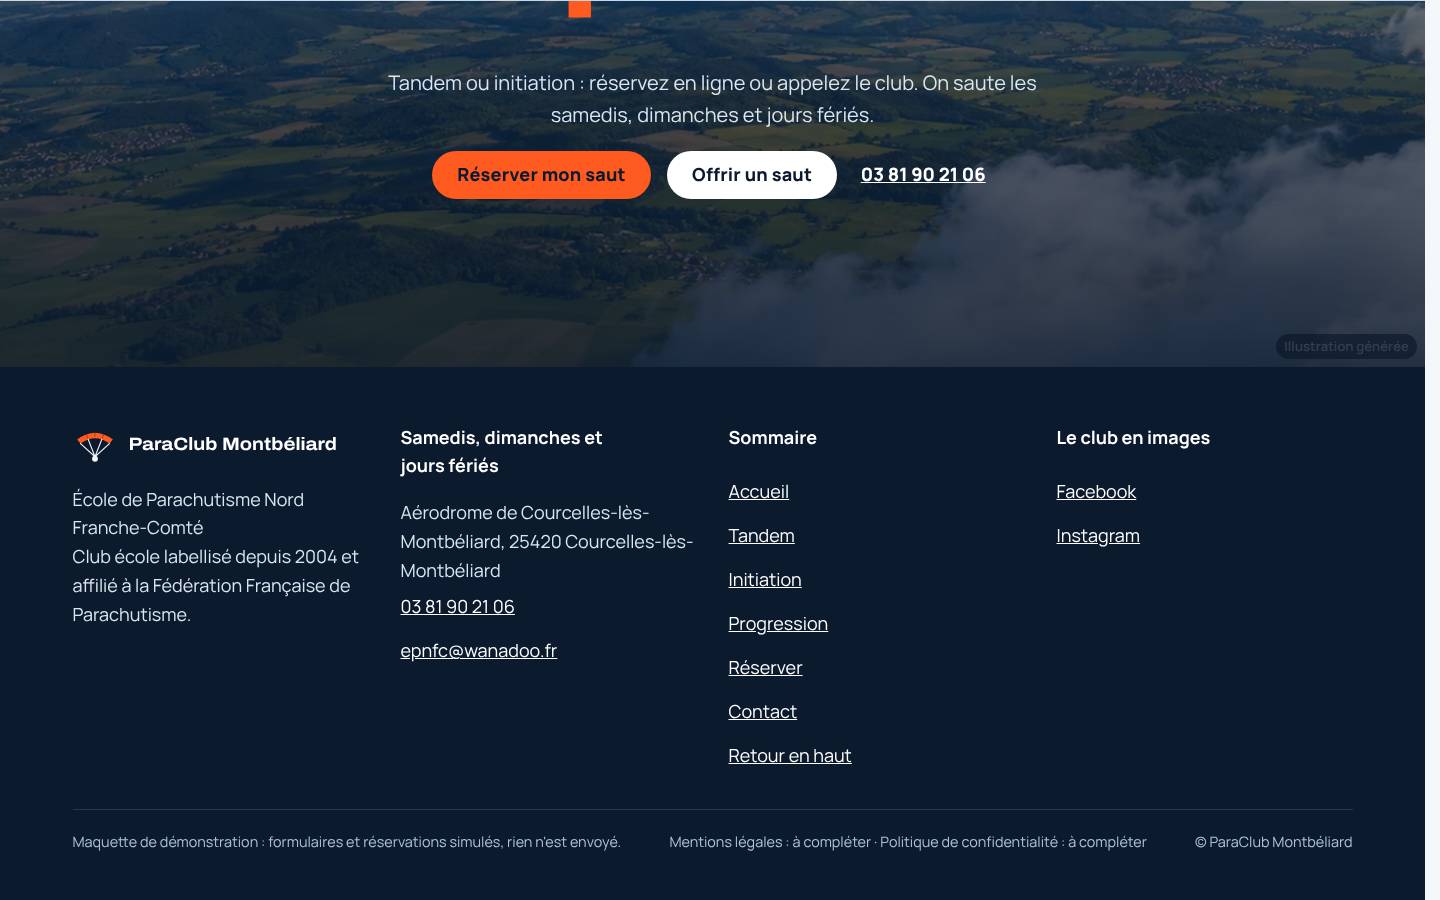 Tandem ou initiation : réservez en ligne ou appelez le club. On saute les
samedis, dimanches et jours fériés.
Réserver mon saut
Offrir un saut
03 81 90 21 06
Illustration générée
ParaClub Montbéliard
École de Parachutisme Nord
Franche-Comté
Club école labellisé depuis 2004 et
affilié à la Fédération Française de
Parachutisme.
Samedis, dimanches et
jours fériés
Aérodrome de Courcelles-lès-
Montbéliard, 25420 Courcelles-lès-
Montbéliard
03 81 90 21 06
epnfc@wanadoo.fr
Sommaire
Accueil
Tandem
Initiation
Progression
Réserver
Contact
Retour en haut
Le club en images
Facebook
Instagram
Maquette de démonstration : formulaires et réservations simulés, rien n'est envoyé.
Mentions légales : à compléter · Politique de confidentialité : à compléter
© ParaClub Montbéliard